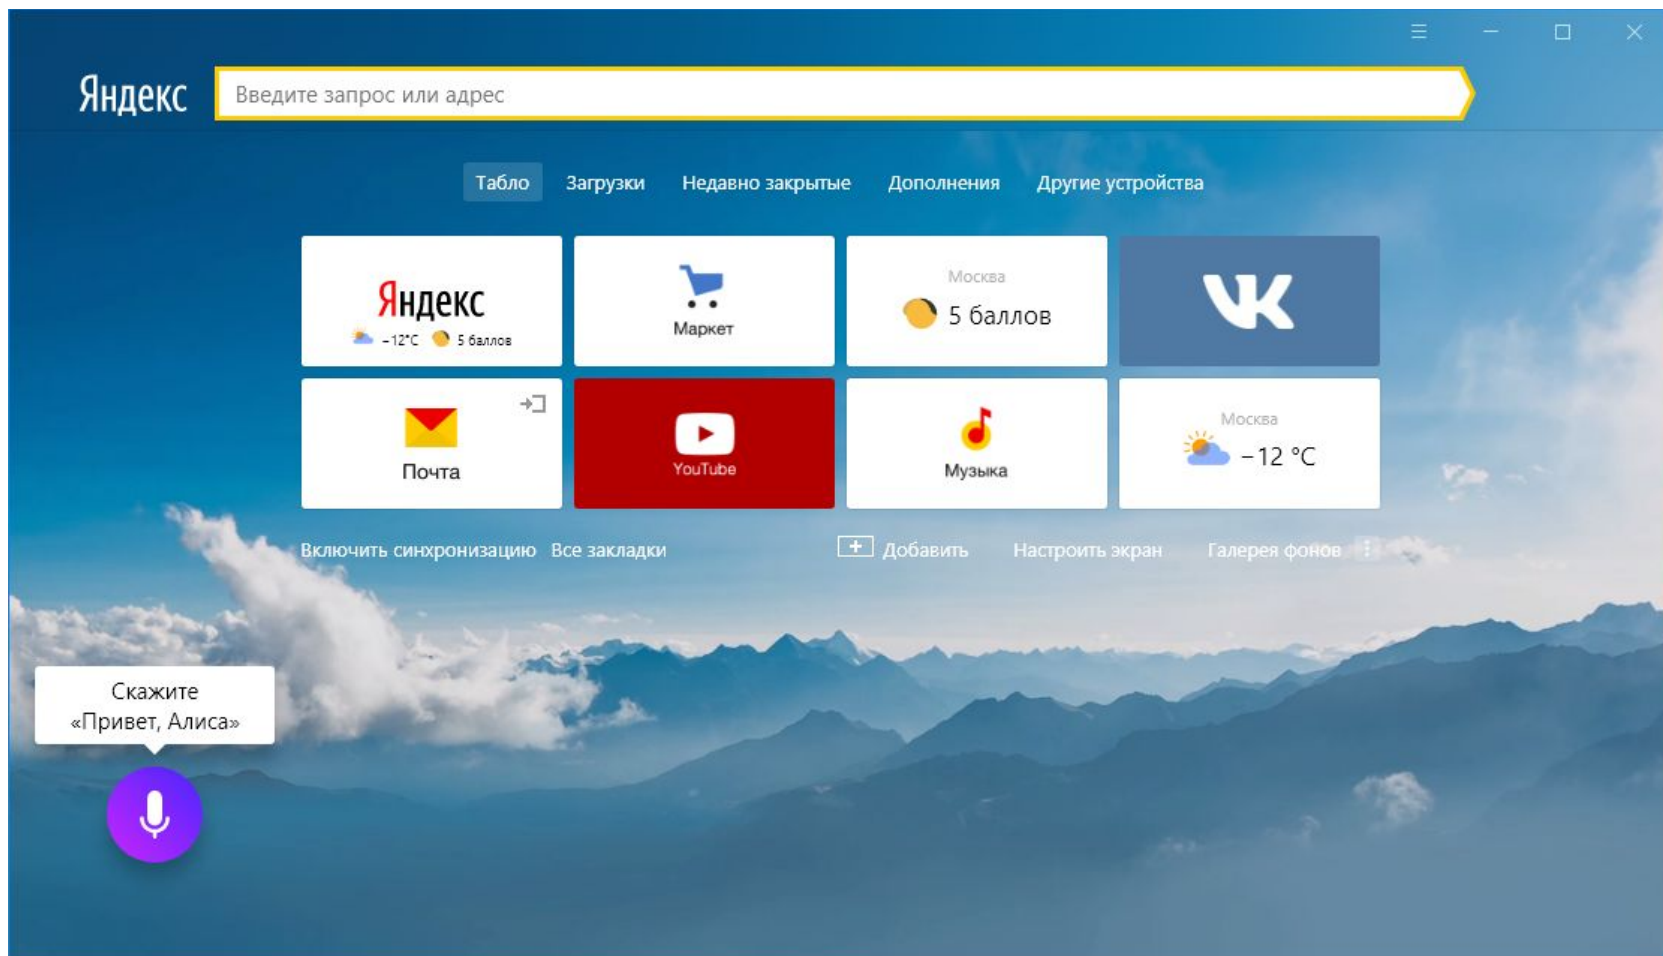 Яндекс
Введите запрос или адрес
Табло Загрузки Недавно закрытые Дополнения Другие устройства
Яндекс
−12°C 5 баллов
Маркет
Москва
5 баллов
VK
Почта
YouTube
Музыка
Москва
−12 °C
Включить синхронизацию Все закладки Добавить Настроить экран Галерея фонов
Скажите
«Привет, Алиса»